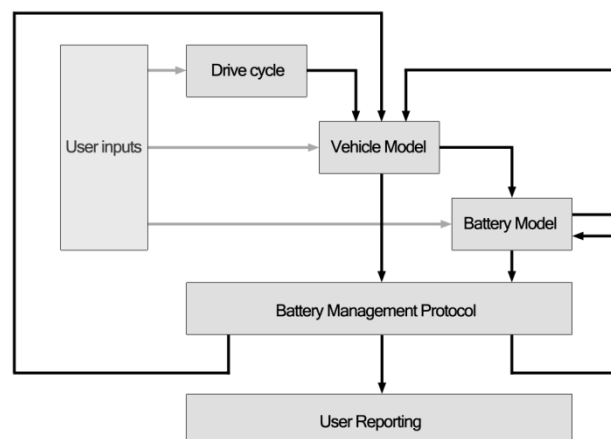 Drive cycle
User inputs
Vehicle Model
Battery Model
Battery Management Protocol
User Reporting